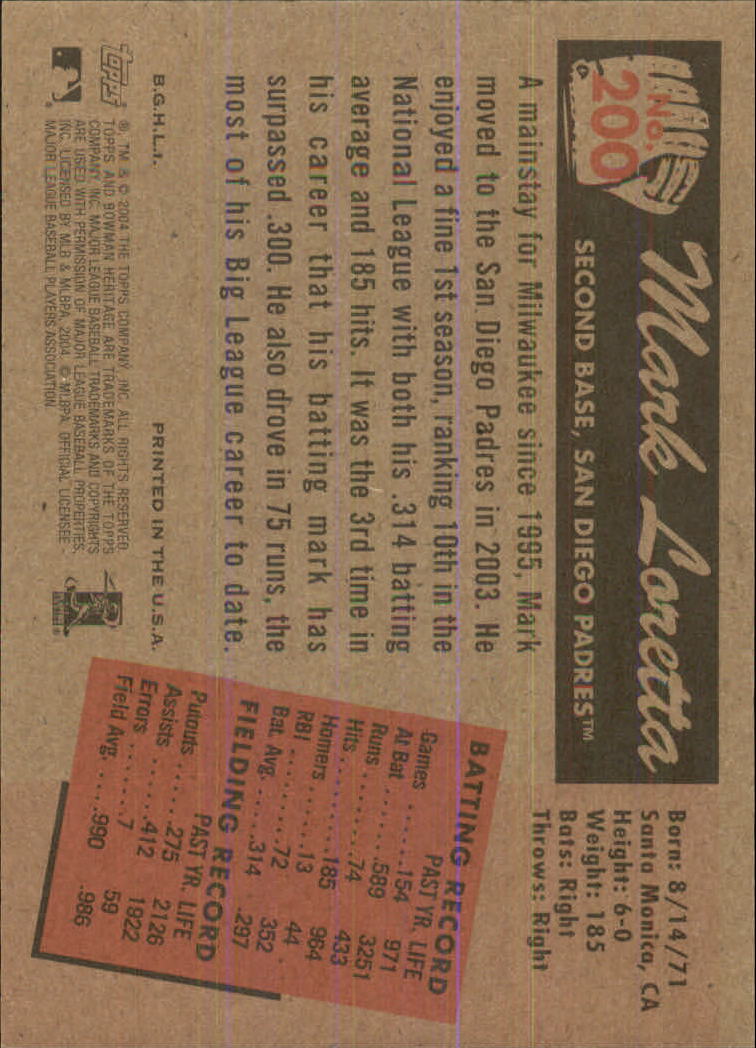 No.
200
Mark Loretta
SECOND BASE, SAN DIEGO PADRES™
Born: 8/14/71
Santa Monica, CA
Height: 6-0
Weight: 185
Bats: Right
Throws: Right
A mainstay for Milwaukee since 1995, Mark
moved to the San Diego Padres in 2003. He
enjoyed a fine 1st season, ranking 10th in the
National League with both his .314 batting
average and 185 hits. It was the 3rd time in
his career that his batting mark has
surpassed .300. He also drove in 75 runs, the
most of his Big League career to date.
BATTING RECORD
PAST YR. LIFE
Games ......154 971
At Bat ......589 3251
Runs ........74 433
Hits ........185 964
Homers ......13 44
RBI ........72 352
Bat. Avg. .....314 .297
FIELDING RECORD
PAST YR. LIFE
Putouts ......275 2126
Assists ......412 1822
Errors ........7 59
Field Avg. ....990 .986
B.G.H.L.I.
PRINTED IN THE U.S.A.
Topps
®, TM & © 2004 THE TOPPS COMPANY, INC. ALL RIGHTS RESERVED.
TOPPS AND BOWMAN HERITAGE ARE TRADEMARKS OF THE TOPPS
COMPANY, INC. MAJOR LEAGUE BASEBALL TRADEMARKS AND COPYRIGHTS
ARE USED WITH PERMISSION OF MAJOR LEAGUE BASEBALL PROPERTIES,
INC. LICENSED BY MLB & MLBPA, 2004. © MLBPA. OFFICIAL LICENSEE -
MAJOR LEAGUE BASEBALL PLAYERS ASSOCIATION